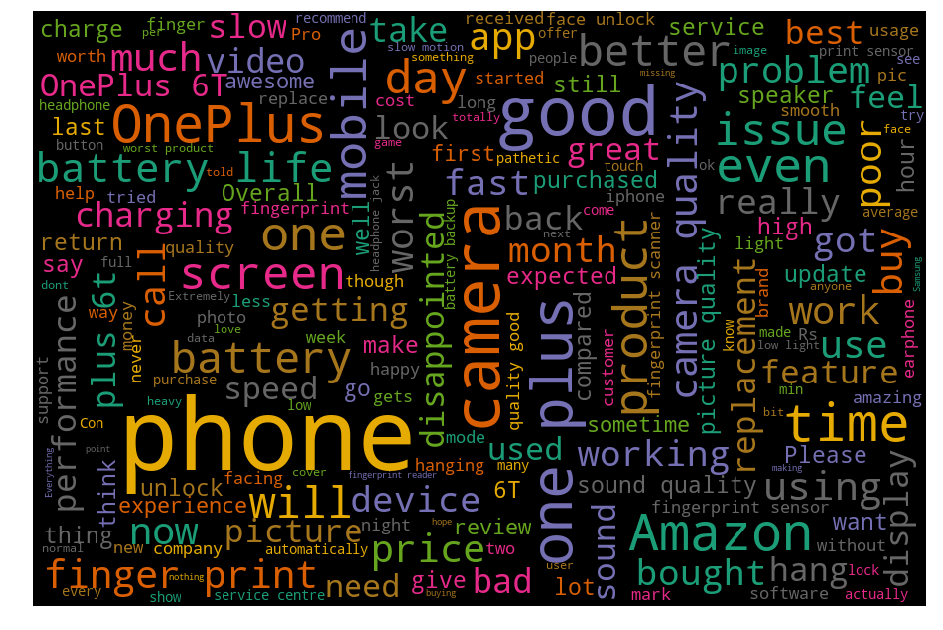 charge
per
finger
slow
recommend
Pro
take
slow motion
something
app
received
offer
face unlock
people
better
service
best
usage
print sensor
see
worth
much
video
mobile
day
started
good
still
missing
image
problem
pic
OnePlus 6T
awesome
headphone
replace
cost
long
totally
speaker
feel
smooth
try
last
button
OnePlus
look
game
first
pathetic
great
quality
issue
poor
face
hour
worst product
told
battery life
worst
fast
touch
purchased
ok
even
help
tried
Overall
well
headphone jack
iphone
really
average
charging
fingerprint
disappointed
battery backup
camera
back
come
next
high
buy
return
quality
one
month
product
fingerprint scanner
camera quality
light
got
say
full
call
screen
though
expected
picture quality
brand
update
anyone
Samsung
dont
plus 6t
Extremely
less
getting
plus
compared
replacement
work
way
money
photo
love
know
made
Rs
earphone
support
performance
never
data
week
battery
make
quality good
customer
low light
use
purchase
speed
happy
feature
heavy
low
go
gets
min
amazing
Con
phone
mode
sometime
bit
time
point
think
used
working
Please
Everything
facing
cover
fingerprint reader
hanging
many
making
unlock
6T
sound quality
using
display
experience
will
device
one
sound
fingerprint sensor
want
thing
now
picture
night
hope
review
Amazon
without
normal
new
company
automatically
price
two
finger
nothing
print
need
user
give
bad
lot
bought
hang
lock
every
show
service centre
buying
mark
software
actually